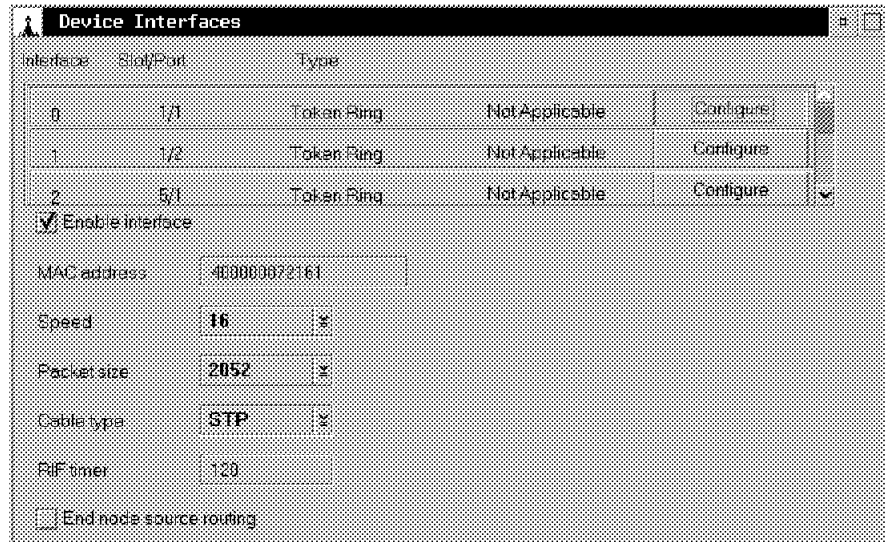 Device Interfaces
Interface Slot/Port Type
0 1/1 Token Ring Not Applicable Configure
1 1/2 Token Ring Not Applicable Configure
2 5/1 Token Ring Not Applicable Configure
Enable interface
MAC address 400000072161
Speed 16
Packet size 2052
Cable type STP
RIF timer 120
End node source routing